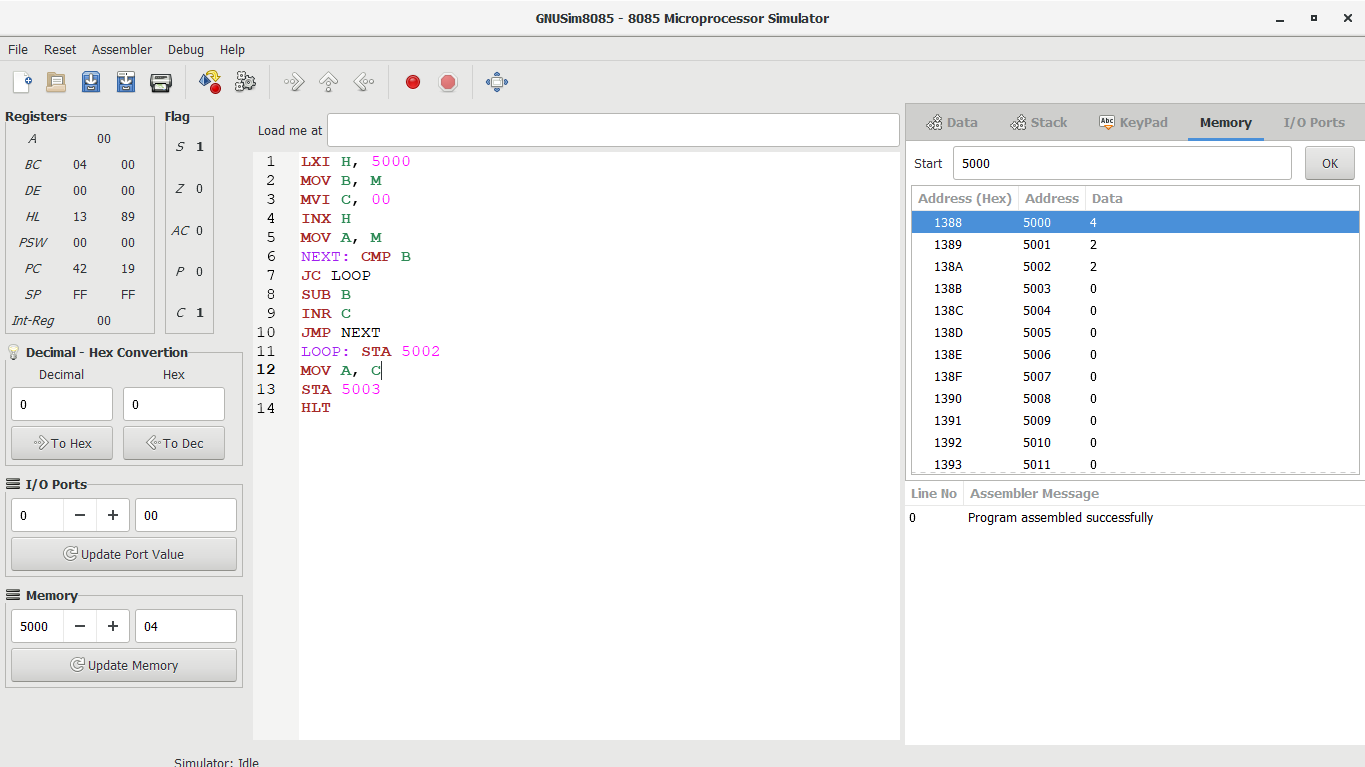 GNUSim8085 - 8085 Microprocessor Simulator
File Reset Assembler Debug Help
Registers
A 00
BC 04 00
DE 00 00
HL 13 89
PSW 00 00
PC 42 19
SP FF FF
Int-Reg 00
Flag
S 1
Z 0
AC 0
P 0
C 1
Decimal - Hex Convertion
Decimal Hex
0 0
To Hex To Dec
I/O Ports
0 − + 00
Update Port Value
Memory
5000 − + 04
Update Memory
Load me at
1 LXI H, 5000
2 MOV B, M
3 MVI C, 00
4 INX H
5 MOV A, M
6 NEXT: CMP B
7 JC LOOP
8 SUB B
9 INR C
10 JMP NEXT
11 LOOP: STA 5002
12 MOV A, C
13 STA 5003
14 HLT
Data Stack Abc KeyPad Memory I/O Ports
Start 5000 OK
Address (Hex) Address Data
1388 5000 4
1389 5001 2
138A 5002 2
138B 5003 0
138C 5004 0
138D 5005 0
138E 5006 0
138F 5007 0
1390 5008 0
1391 5009 0
1392 5010 0
1393 5011 0
Line No Assembler Message
0 Program assembled successfully
Simulator: Idle